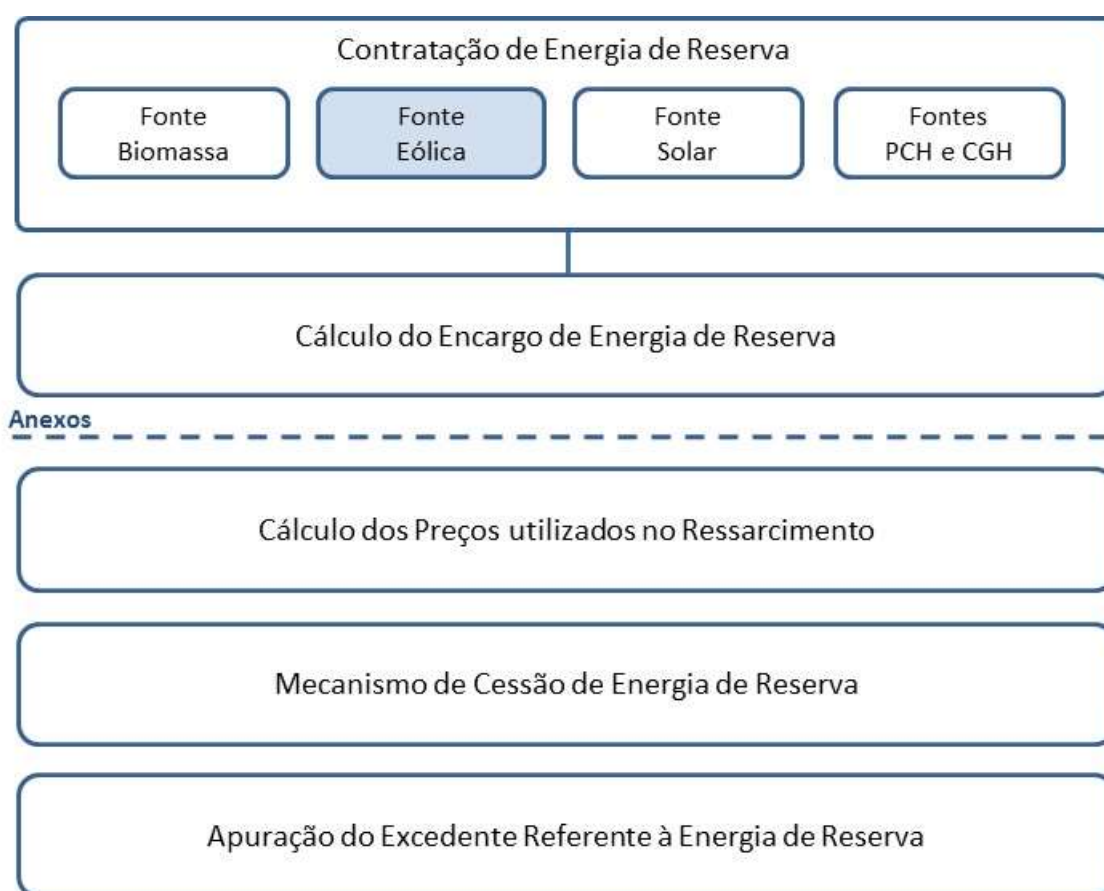 Contratação de Energia de Reserva
Fonte
Biomassa
Fonte
Eólica
Fonte
Solar
Fontes
PCH e CGH
Cálculo do Encargo de Energia de Reserva
Anexos
Cálculo dos Preços utilizados no Ressarcimento
Mecanismo de Cessão de Energia de Reserva
Apuração do Excedente Referente à Energia de Reserva